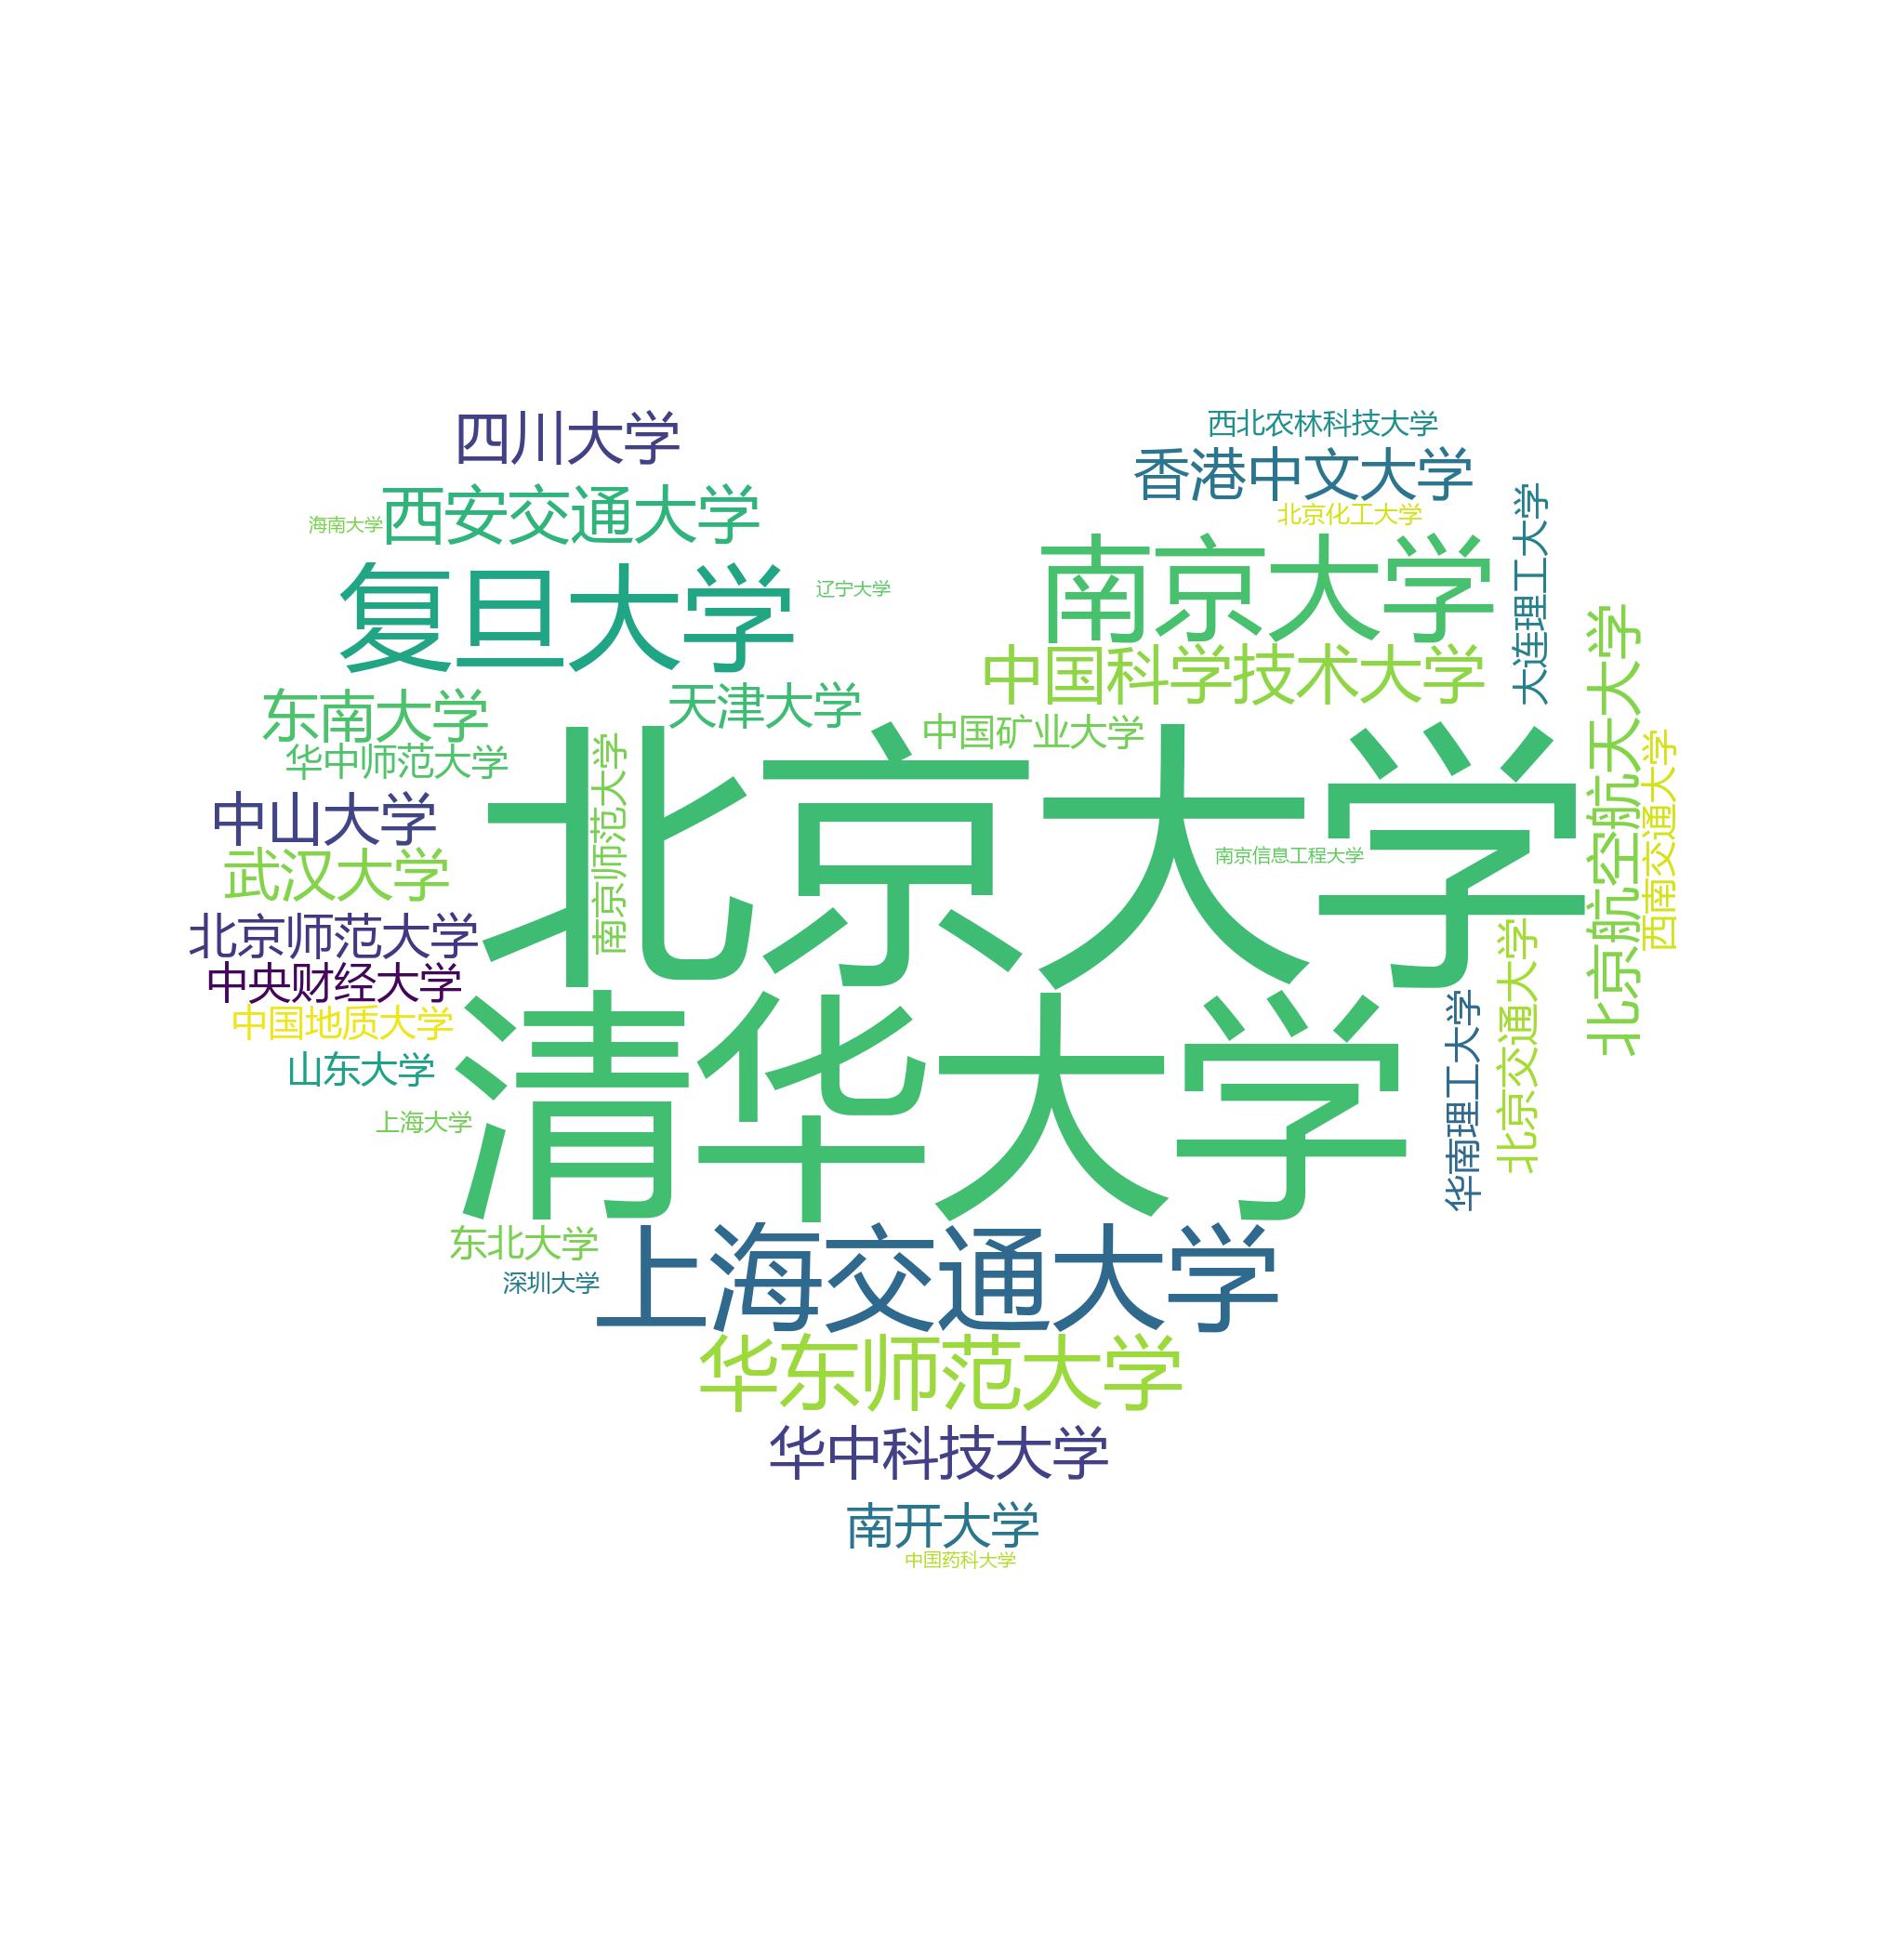 四川大学
西北农林科技大学
香港中文大学
西安交通大学
海南大学
北京化工大学
大连理工大学
复旦大学
辽宁大学
南京大学
中国科学技术大学
东南大学
天津大学
中国矿业大学
华中师范大学
北京大学
南京师范大学
南京信息工程大学
北京航空航天大学
西南交通大学
中山大学
武汉大学
北京师范大学
中央财经大学
中国地质大学
清华大学
华南理工大学
北京交通大学
山东大学
上海大学
东北大学
深圳大学
上海交通大学
华东师范大学
华中科技大学
南开大学
中国药科大学